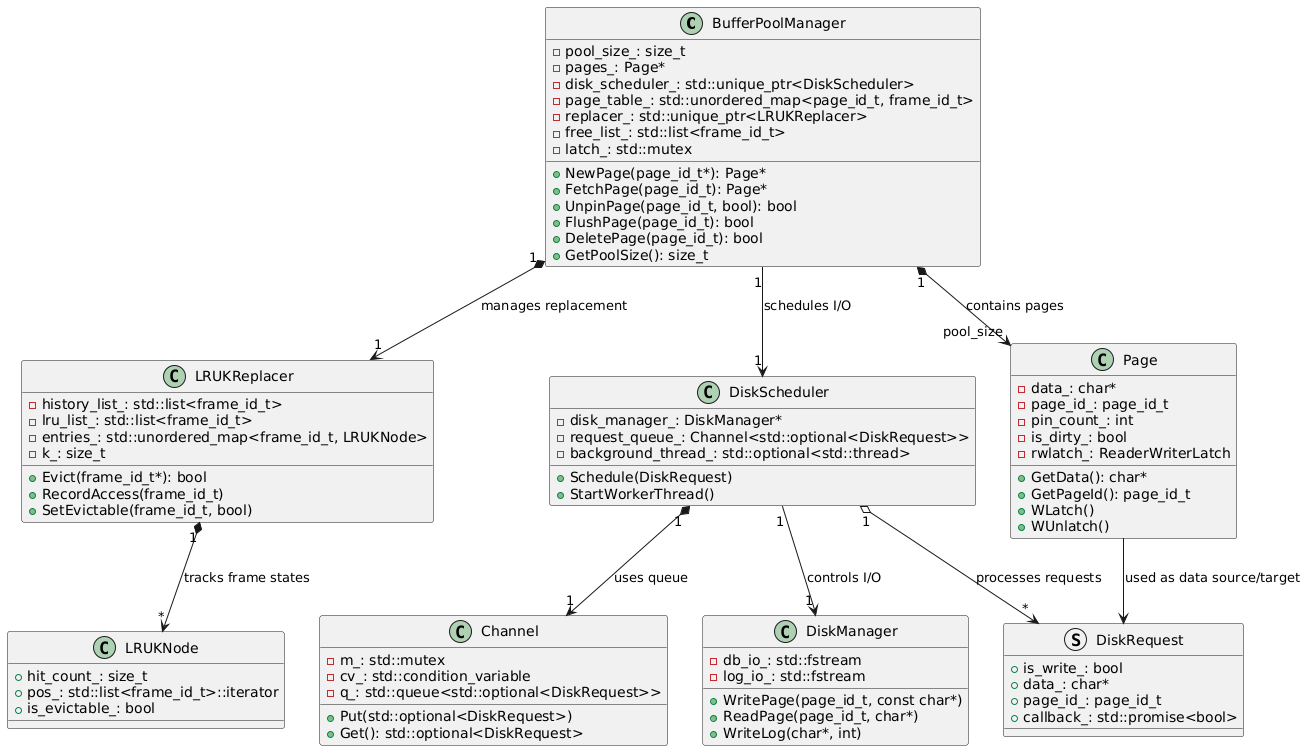 C BufferPoolManager
pool_size_: size_t
pages_: Page*
disk_scheduler_: std::unique_ptr<DiskScheduler>
page_table_: std::unordered_map<page_id_t, frame_id_t>
replacer_: std::unique_ptr<LRUKReplacer>
free_list_: std::list<frame_id_t>
latch_: std::mutex
NewPage(page_id_t*): Page*
FetchPage(page_id_t): Page*
UnpinPage(page_id_t, bool): bool
FlushPage(page_id_t): bool
DeletePage(page_id_t): bool
GetPoolSize(): size_t
1
manages replacement
1
1
schedules I/O
1
1
contains pages
pool_size
C LRUKReplacer
history_list_: std::list<frame_id_t>
lru_list_: std::list<frame_id_t>
entries_: std::unordered_map<frame_id_t, LRUKNode>
k_: size_t
Evict(frame_id_t*): bool
RecordAccess(frame_id_t)
SetEvictable(frame_id_t, bool)
C DiskScheduler
disk_manager_: DiskManager*
request_queue_: Channel<std::optional<DiskRequest>>
background_thread_: std::optional<std::thread>
Schedule(DiskRequest)
StartWorkerThread()
C Page
data_: char*
page_id_: page_id_t
pin_count_: int
is_dirty_: bool
rwlatch_: ReaderWriterLatch
GetData(): char*
GetPageId(): page_id_t
WLatch()
WUnlatch()
1
tracks frame states
*
1
uses queue
1
1
controls I/O
1
1
processes requests
*
used as data source/target
C LRUKNode
hit_count_: size_t
pos_: std::list<frame_id_t>::iterator
is_evictable_: bool
C Channel
m_: std::mutex
cv_: std::condition_variable
q_: std::queue<std::optional<DiskRequest>>
Put(std::optional<DiskRequest>)
Get(): std::optional<DiskRequest>
C DiskManager
db_io_: std::fstream
log_io_: std::fstream
WritePage(page_id_t, const char*)
ReadPage(page_id_t, char*)
WriteLog(char*, int)
S DiskRequest
is_write_: bool
data_: char*
page_id_: page_id_t
callback_: std::promise<bool>